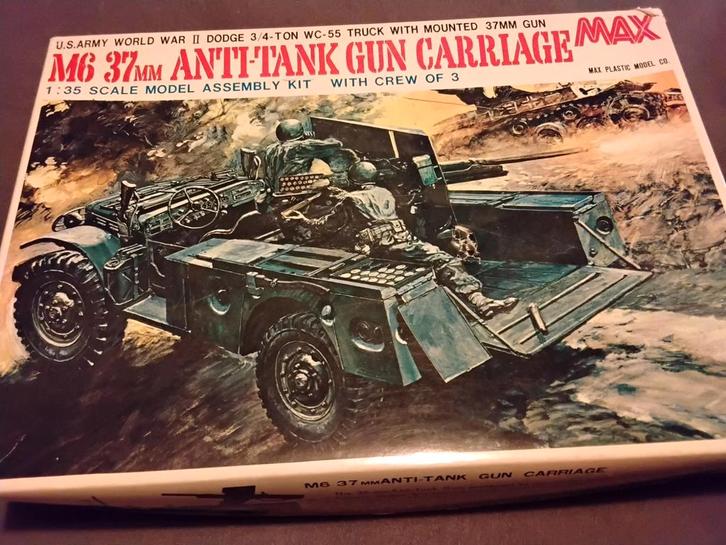 U.S. ARMY WORLD WAR II DODGE 3/4-TON WC-55 TRUCK WITH MOUNTED 37MM GUN
M6 37MM ANTI-TANK GUN CARRIAGE
MAX
1:35 SCALE MODEL ASSEMBLY KIT WITH CREW OF 3
MAX PLASTIC MODEL CO.
M6 37MM ANTI-TANK GUN CARRIAGE